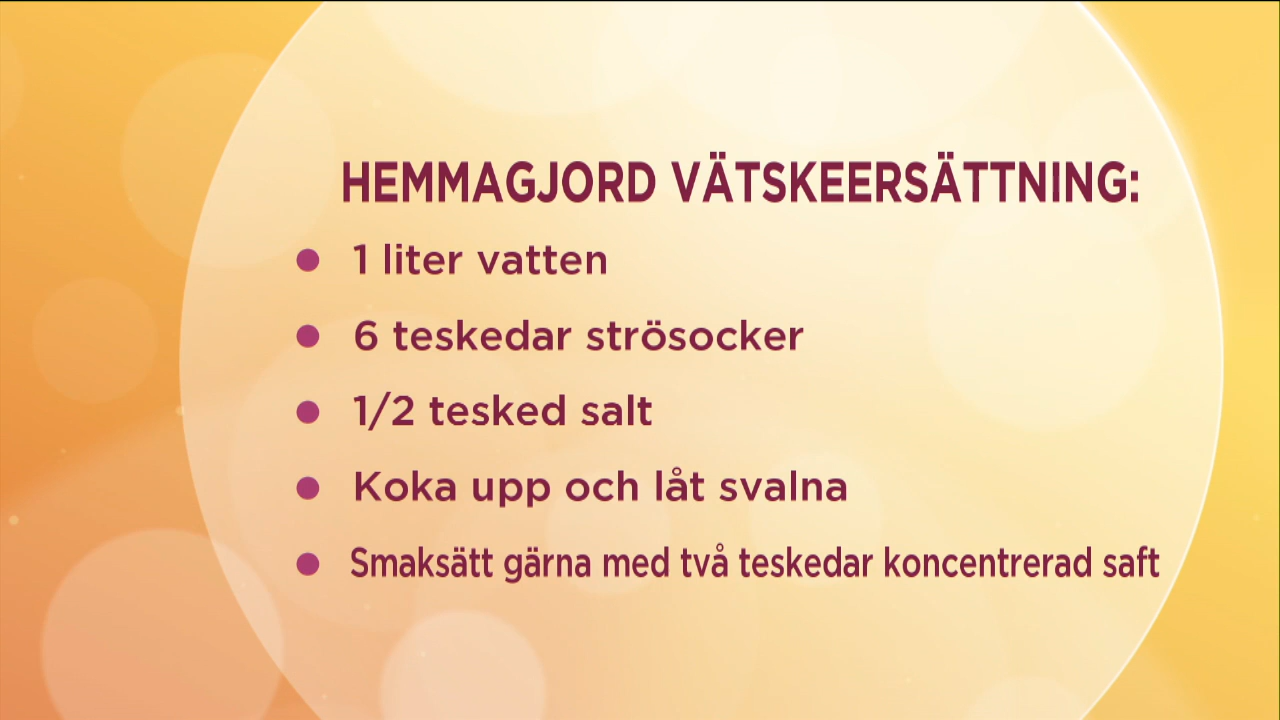 HEMMAGJORD VÄTSKEERSÄTTNING:
● 1 liter vatten
● 6 teskedar strösocker
● 1/2 tesked salt
● Koka upp och låt svalna
● Smaksätt gärna med två teskedar koncentrerad saft